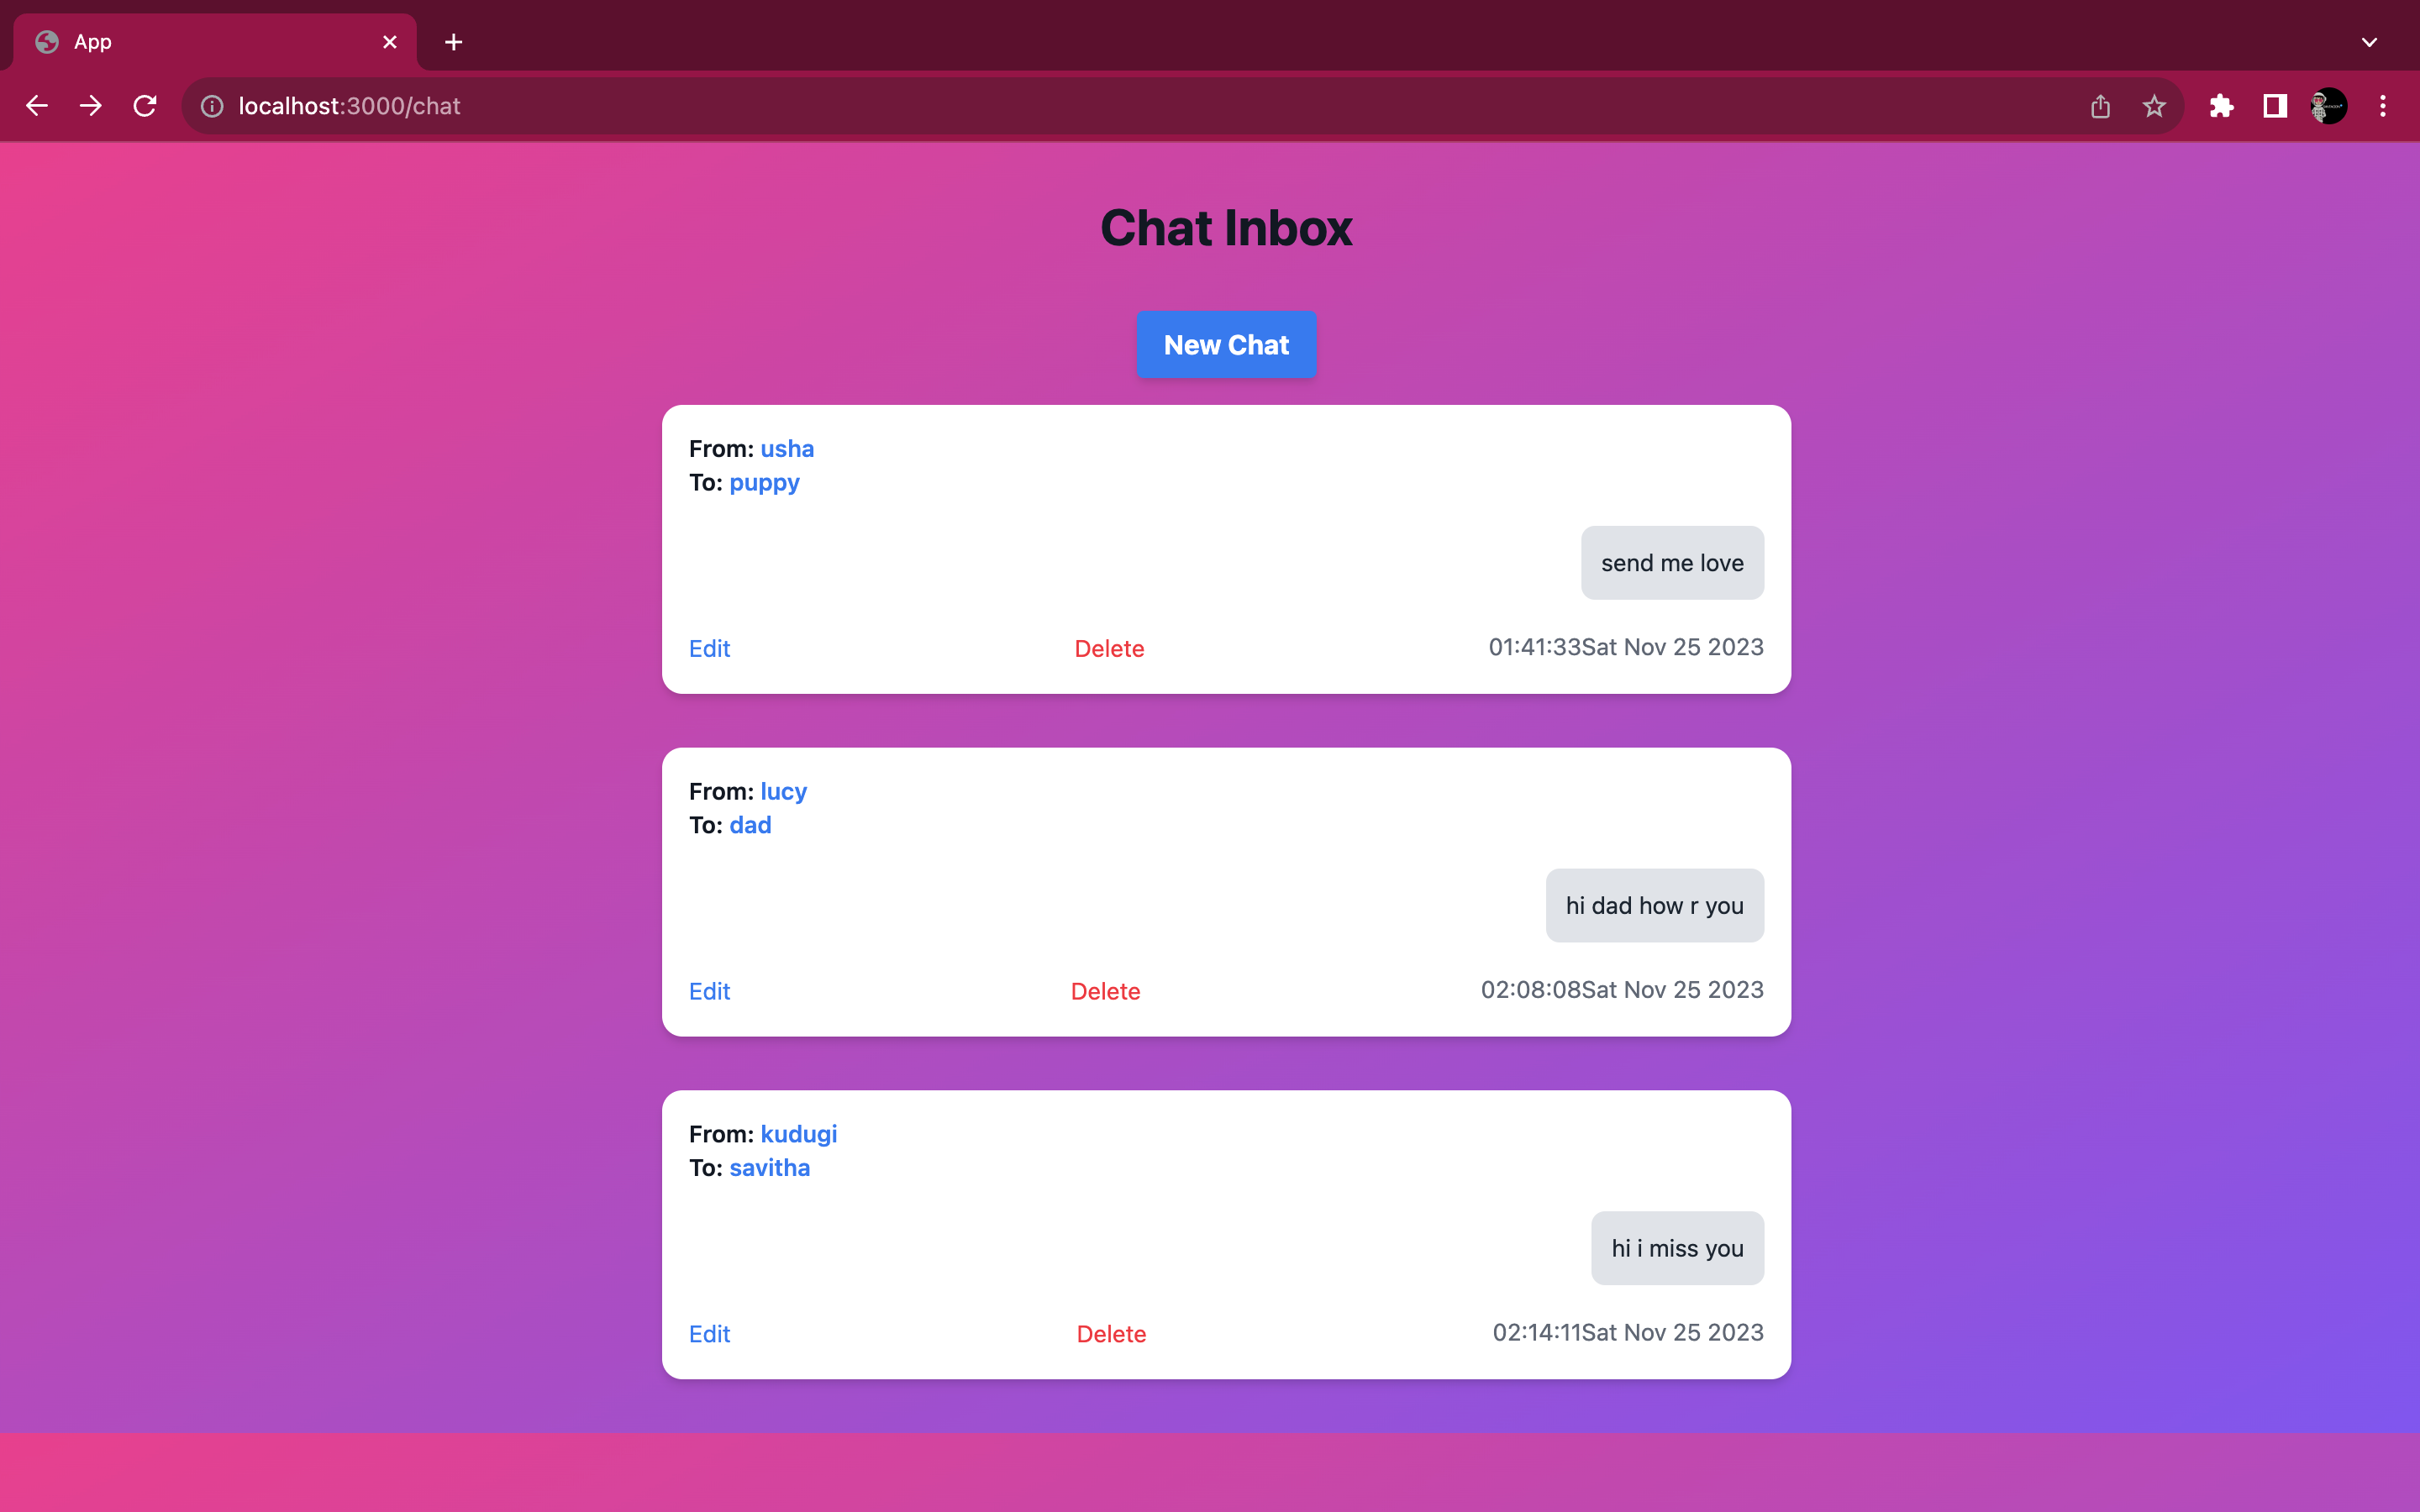 App
localhost:3000/chat
Chat Inbox
New Chat
From: usha
To: puppy
send me love
Edit Delete 01:41:33Sat Nov 25 2023
From: lucy
To: dad
hi dad how r you
Edit Delete 02:08:08Sat Nov 25 2023
From: kudugi
To: savitha
hi i miss you
Edit Delete 02:14:11Sat Nov 25 2023